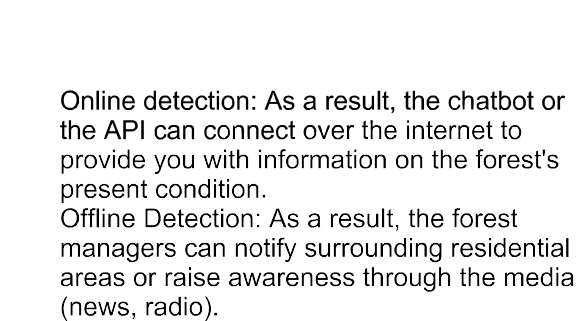 Online detection: As a result, the chatbot or
the API can connect over the internet to
provide you with information on the forest's
present condition.
Offline Detection: As a result, the forest
managers can notify surrounding residential
areas or raise awareness through the media
(news, radio).